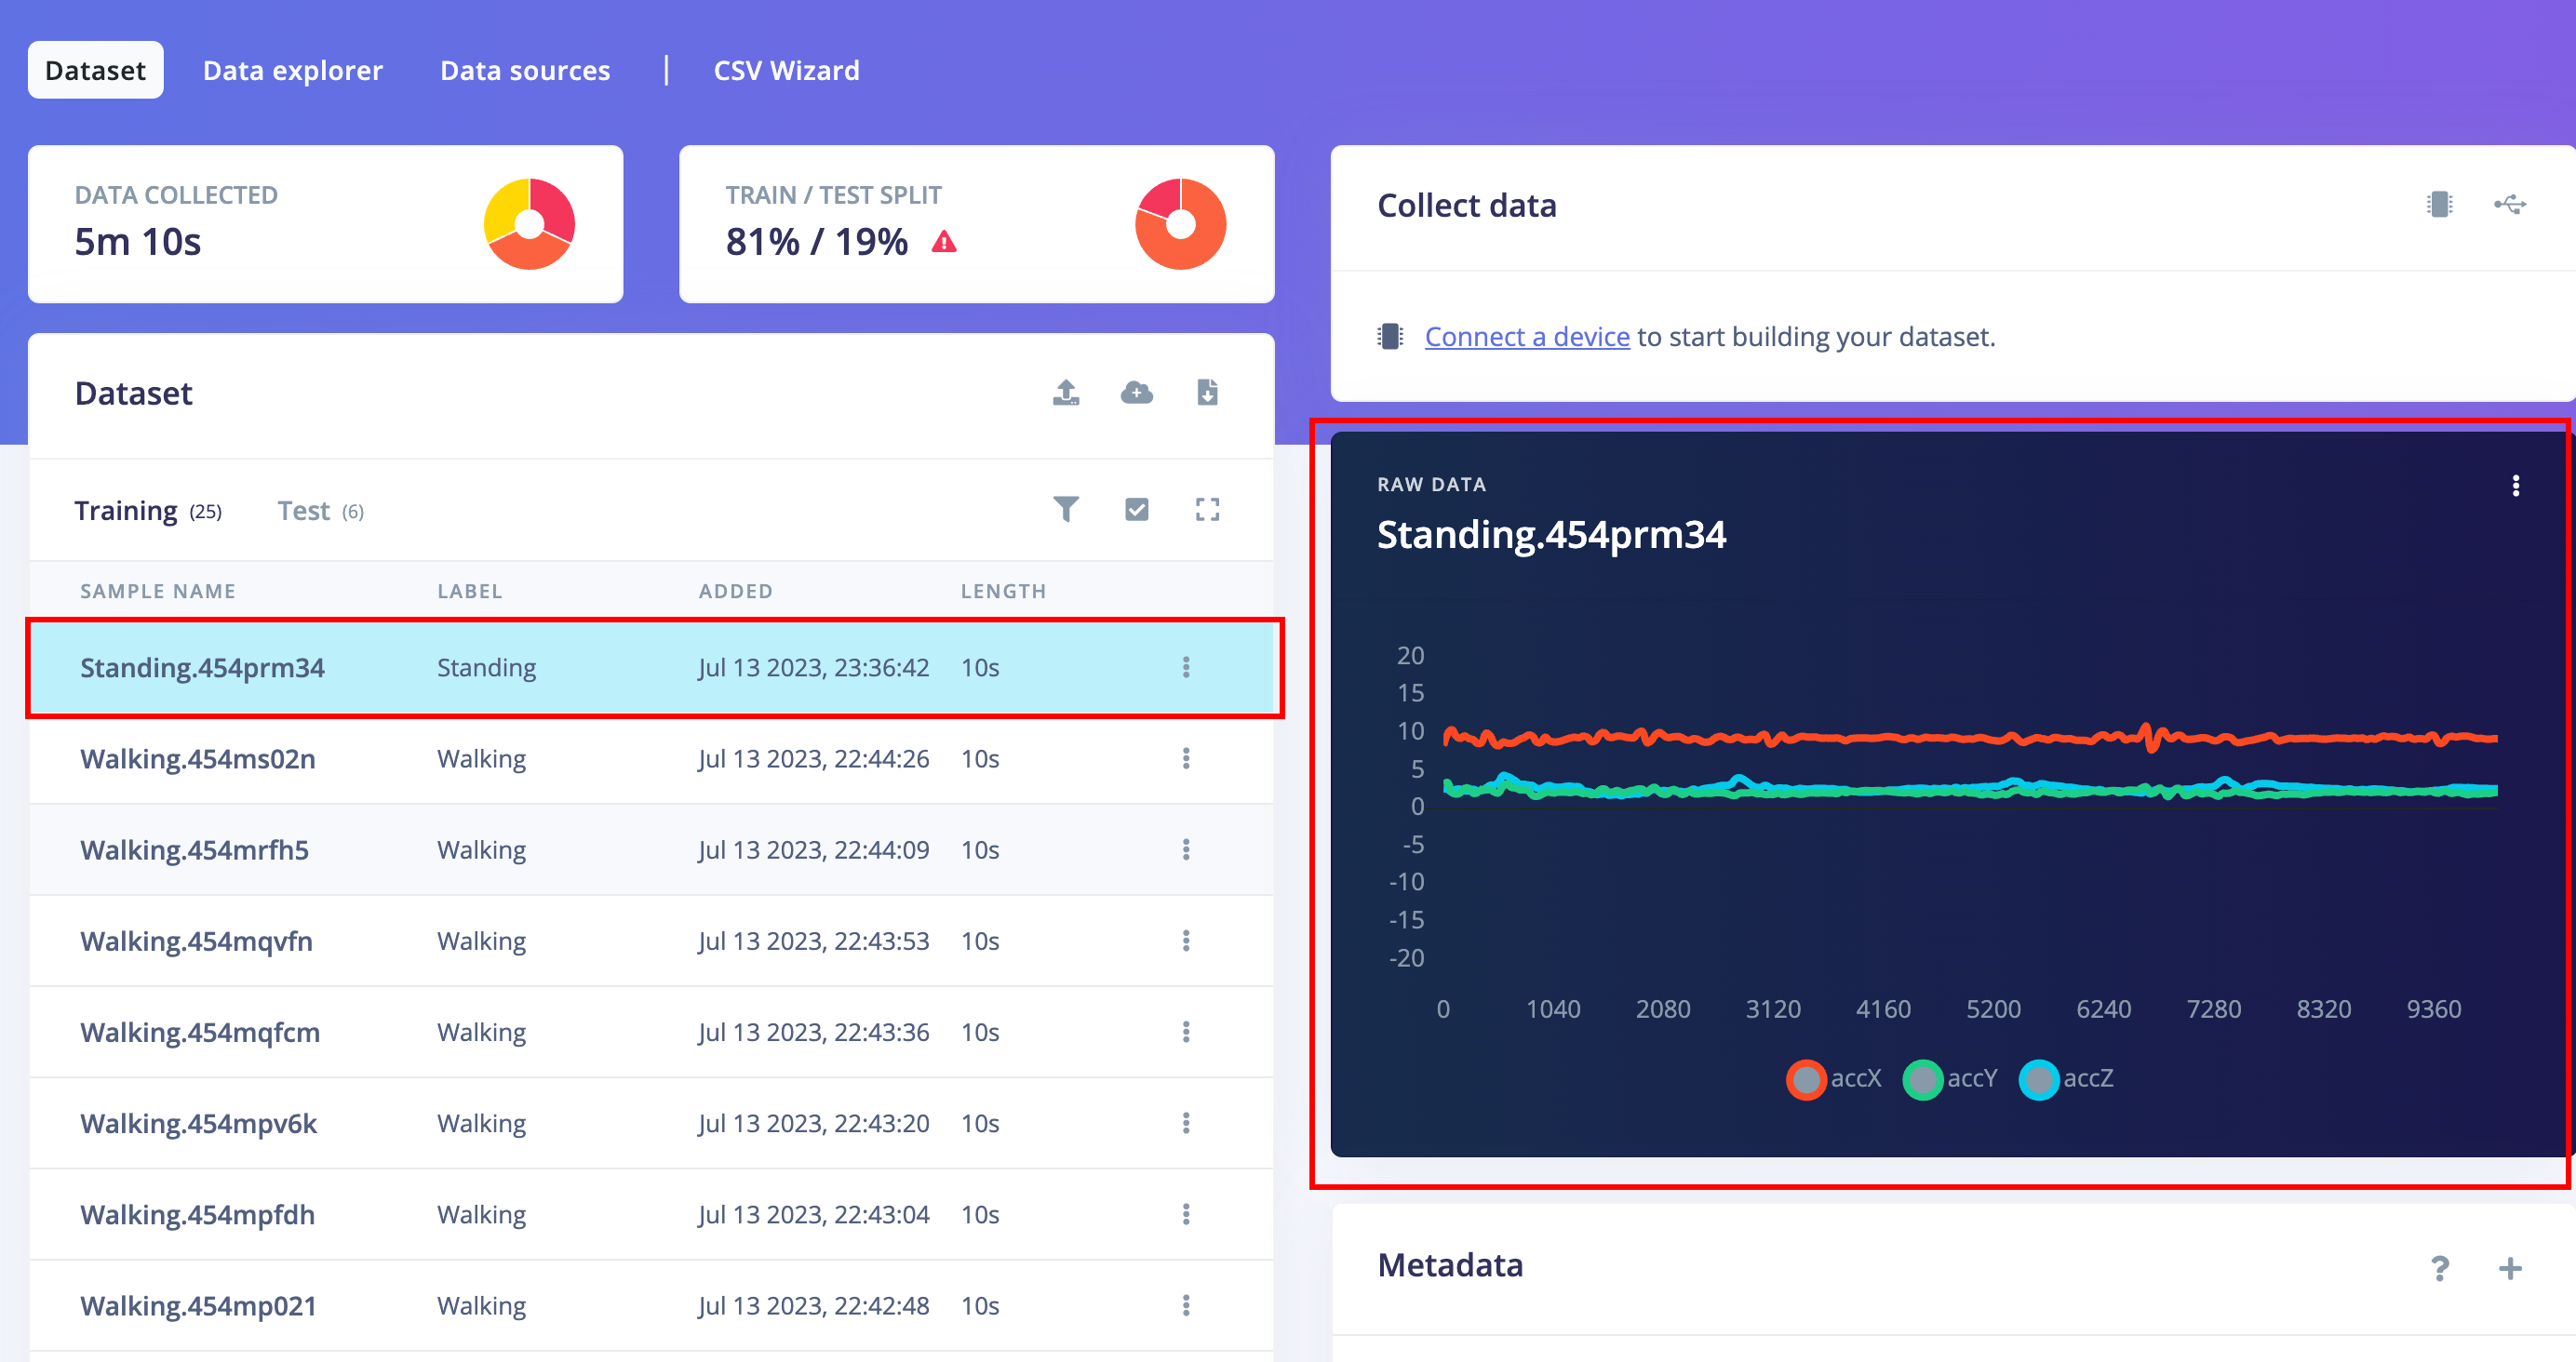 Dataset Data explorer Data sources | CSV Wizard
DATA COLLECTED
5m 10s
TRAIN / TEST SPLIT
81% / 19%
Dataset
Training (25) Test (6)
SAMPLE NAME LABEL ADDED LENGTH
Standing.454prm34 Standing Jul 13 2023, 23:36:42 10s
Walking.454ms02n Walking Jul 13 2023, 22:44:26 10s
Walking.454mrfh5 Walking Jul 13 2023, 22:44:09 10s
Walking.454mqvfn Walking Jul 13 2023, 22:43:53 10s
Walking.454mqfcm Walking Jul 13 2023, 22:43:36 10s
Walking.454mpv6k Walking Jul 13 2023, 22:43:20 10s
Walking.454mpfdh Walking Jul 13 2023, 22:43:04 10s
Walking.454mp021 Walking Jul 13 2023, 22:42:48 10s
Collect data
Connect a device to start building your dataset.
RAW DATA
Standing.454prm34
20
15
10
5
0
-5
-10
-15
-20
0 1040 2080 3120 4160 5200 6240 7280 8320 9360
accX accY accZ
Metadata
? +